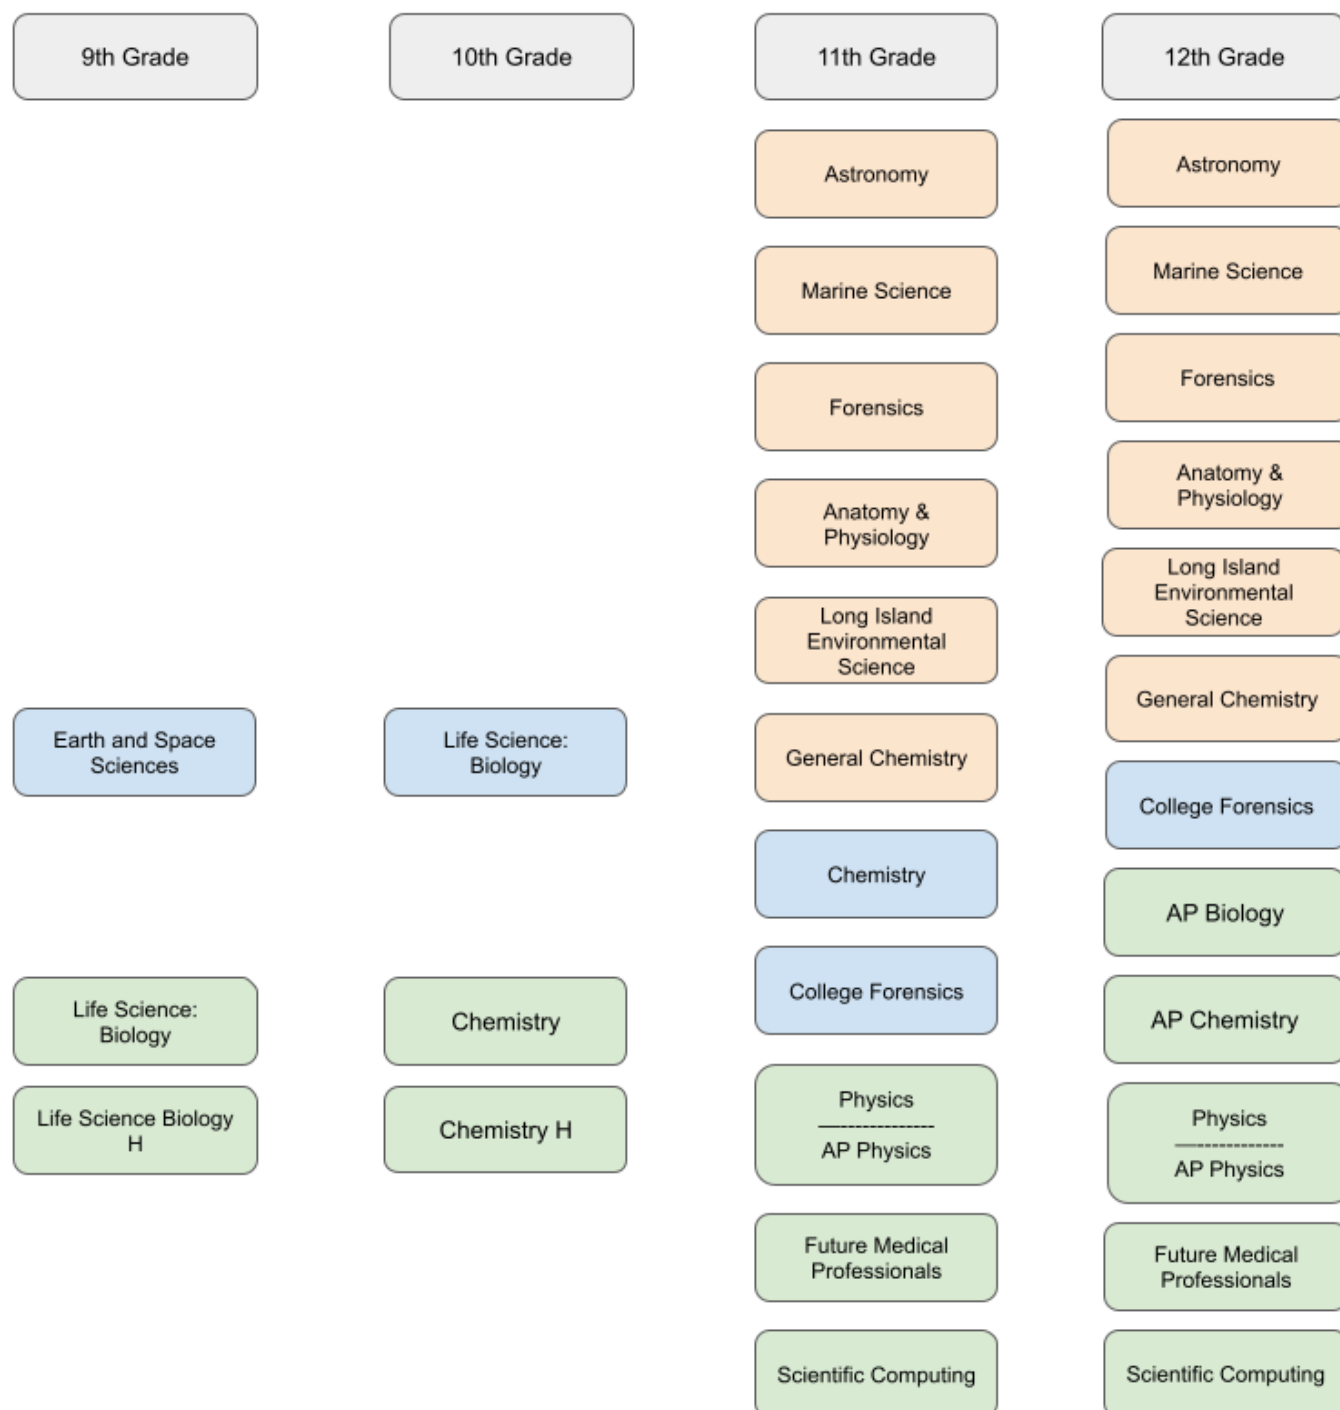 9th Grade
10th Grade
11th Grade
12th Grade
Earth and Space
Sciences
Life Science:
Biology
Life Science Biology
H
Life Science:
Biology
Chemistry
Chemistry H
Astronomy
Marine Science
Forensics
Anatomy &
Physiology
Long Island
Environmental
Science
General Chemistry
Chemistry
College Forensics
Physics
—---------------
AP Physics
Future Medical
Professionals
Scientific Computing
Astronomy
Marine Science
Forensics
Anatomy &
Physiology
Long Island
Environmental
Science
General Chemistry
College Forensics
AP Biology
AP Chemistry
Physics
—-------------
AP Physics
Future Medical
Professionals
Scientific Computing